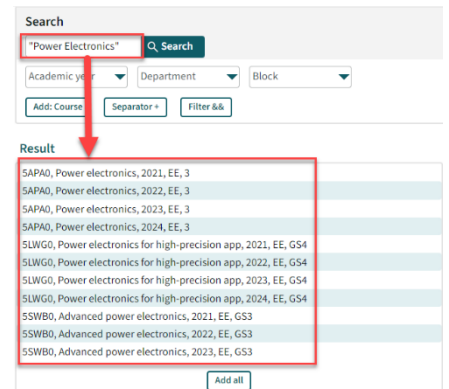 Search
"Power Electronics" Search
Academic ye Department Block
Add: Course Separator + Filter &&
Result
5APA0, Power electronics, 2021, EE, 3
5APA0, Power electronics, 2022, EE, 3
5APA0, Power electronics, 2023, EE, 3
5APA0, Power electronics, 2024, EE, 3
5LWG0, Power electronics for high-precision app, 2021, EE, GS4
5LWG0, Power electronics for high-precision app, 2022, EE, GS4
5LWG0, Power electronics for high-precision app, 2023, EE, GS4
5LWG0, Power electronics for high-precision app, 2024, EE, GS4
5SWB0, Advanced power electronics, 2021, EE, GS3
5SWB0, Advanced power electronics, 2022, EE, GS3
5SWB0, Advanced power electronics, 2023, EE, GS3
Add all